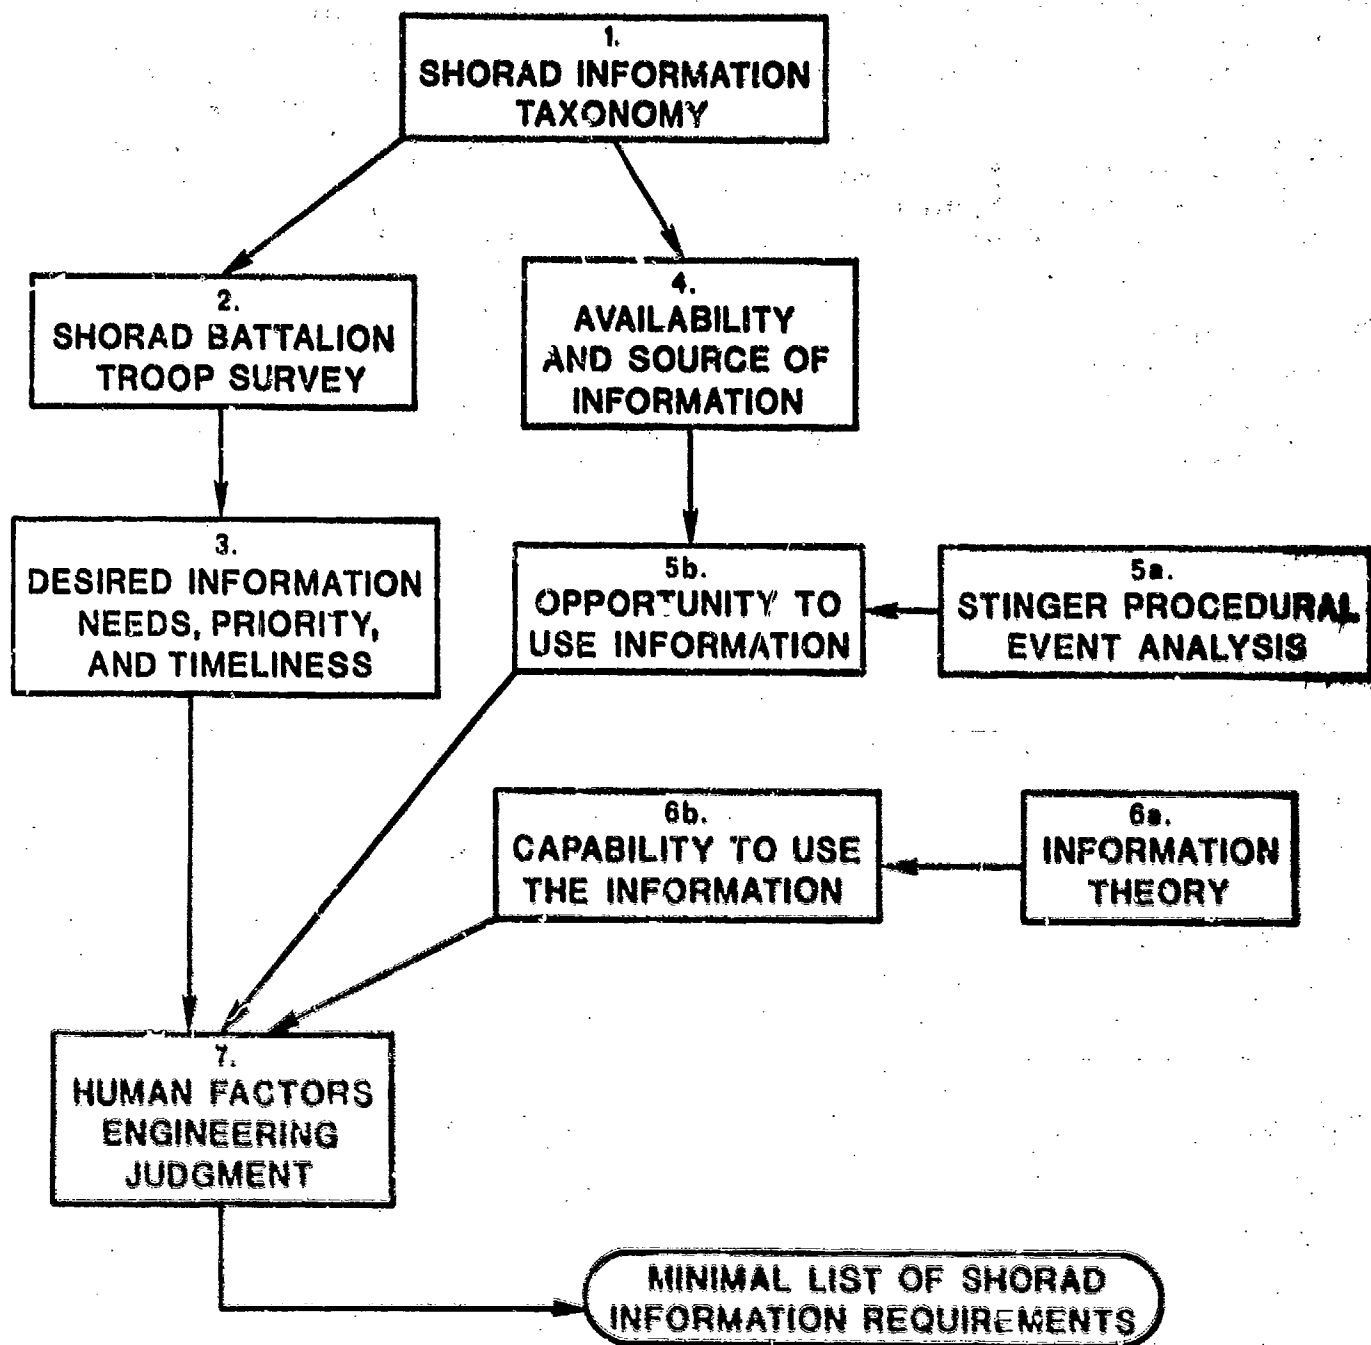 1.
SHORAD INFORMATION
TAXONOMY
2.
SHORAD BATTALION
TROOP SURVEY
4.
AVAILABILITY
AND SOURCE OF
INFORMATION
3.
DESIRED INFORMATION
NEEDS, PRIORITY,
AND TIMELINESS
5b.
OPPORTUNITY TO
USE INFORMATION
5a.
STINGER PROCEDURAL
EVENT ANALYSIS
6b.
CAPABILITY TO USE
THE INFORMATION
6a.
INFORMATION
THEORY
7.
HUMAN FACTORS
ENGINEERING
JUDGMENT
MINIMAL LIST OF SHORAD
INFORMATION REQUIREMENTS